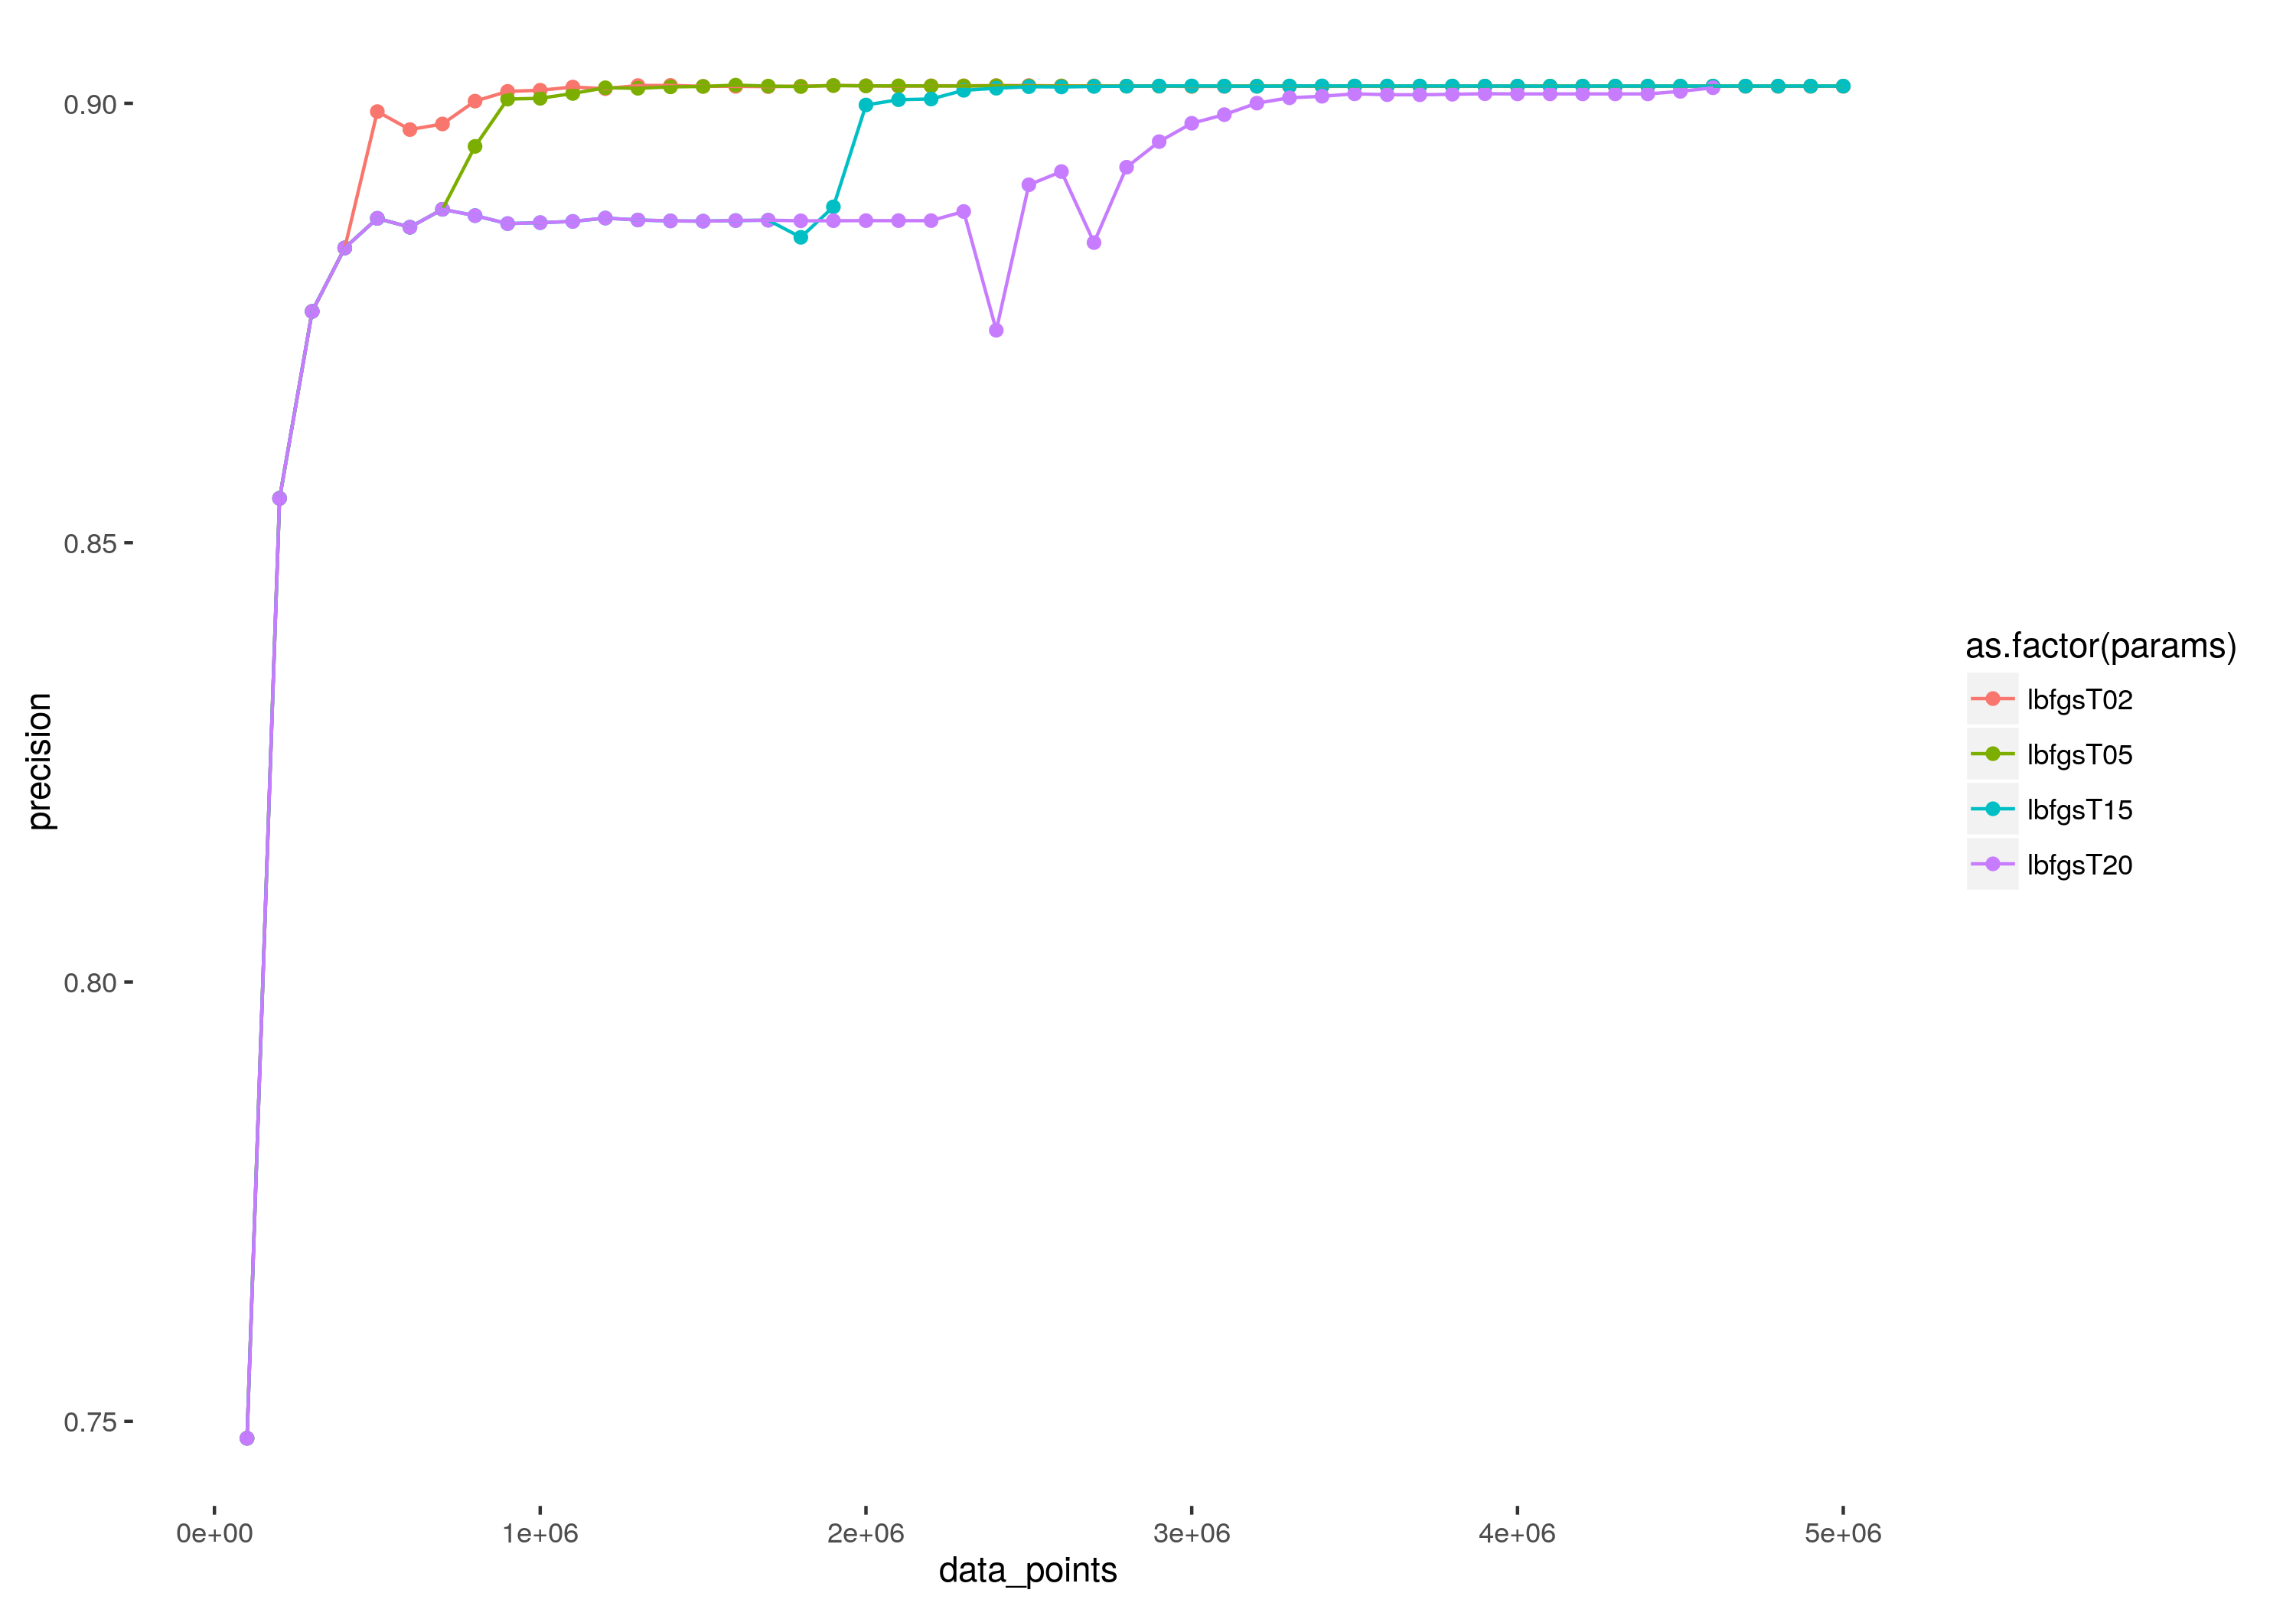 0.90
0.85
0.80
0.75
precision
0e+00 1e+06 2e+06 3e+06 4e+06 5e+06
data_points
as.factor(params)
lbfgsT02
lbfgsT05
lbfgsT15
lbfgsT20